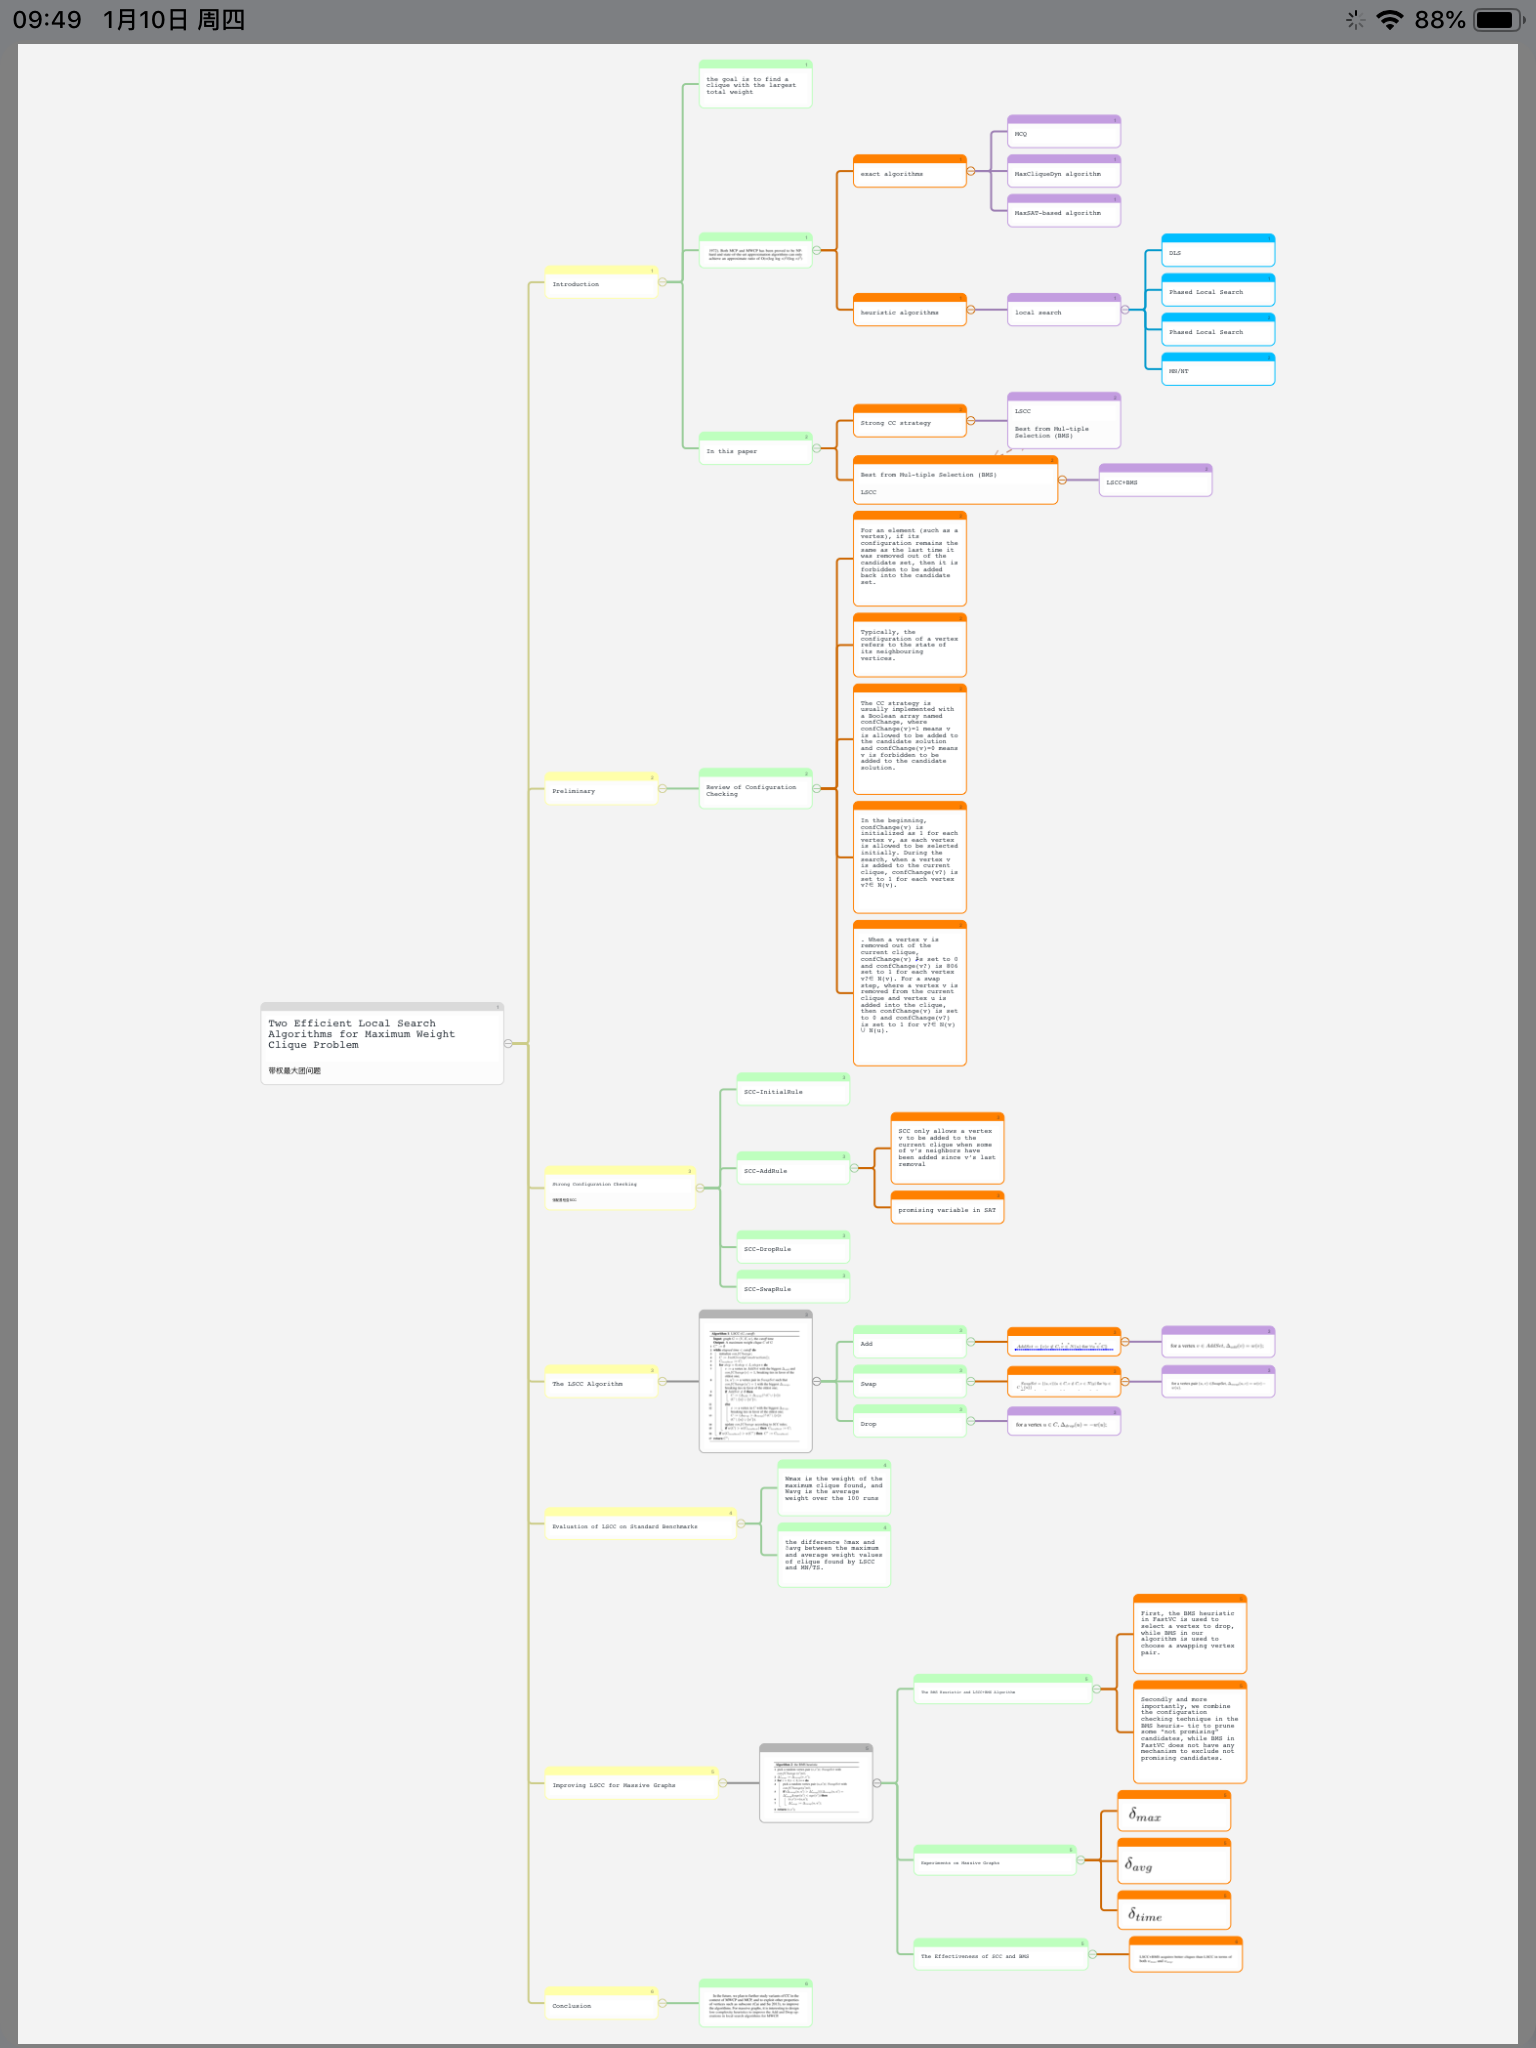 09:49 1月10日 周四
88%
the goal is to find a
clique with the largest
total weight
MCQ
exact algorithms
MaxCliqueDyn algorithm
MaxSAT-based algorithm
DLS
Introduction
Phased Local Search
heuristic algorithms
local search
Phased Local Search
MN/NT
LSCC
Strong CC strategy
Best from Mul-tiple
Selection (BMS)
In this paper
Best from Mul-tiple Selection (BMS)
LSCC
LSCC+BMS
For an element (such as a
vertex), if its
configuration remains the
same as the last time it
was removed out of the
candidate set, then it is
forbidden to be added
back into the candidate
set.
Typically, the
configuration of a vertex
refers to the state of
its neighbouring
vertices.
The CC strategy is
usually implemented with
a Boolean array named
confChange, where
confChange(v)=1 means v
is allowed to be added to
the candidate solution
and confChange(v)=0 means
v is forbidden to be
added to the candidate
solution.
Preliminary
Review of Configuration
Checking
In the beginning,
confChange(v) is
initialized as 1 for each
vertex v, as each vertex
is allowed to be selected
initially. During the
search, when a vertex v
is added to the current
clique, confChange(v?) is
set to 1 for each vertex
v?∈ N(v).
. When a vertex v is
removed out of the
current clique,
confChange(v) is set to 0
and confChange(v?) is 806
set to 1 for each vertex
v?∈ N(v). For a swap
step, where a vertex v is
removed from the current
clique and vertex u is
added into the clique,
then confChange(v) is set
to 0 and confChange(v?)
is set to 1 for v?∈ N(v)
∪ N(u).
Two Efficient Local Search
Algorithms for Maximum Weight
Clique Problem
带权最大团问题
SCC-InitialRule
SCC only allows a vertex
v to be added to the
current clique when some
of v's neighbors have
been added since v's last
removal
SCC-AddRule
Strong Configuration Checking
promising variable in SAT
SCC-DropRule
SCC-SwapRule
Add
for a vertex v ∈ AddSet, Δadd(v) = w(v);
The LSCC Algorithm
Swap
Drop
for a vertex u ∈ C, Δdrop(u) = −w(u);
Wmax is the weight of the
maximum clique found, and
Wavg is the average
weight over the 100 runs
Evaluation of LSCC on Standard Benchmarks
the difference ?max and
?avg between the maximum
and average weight values
of clique found by LSCC
and MN/TS.
First, the BMS heuristic
in FastVC is used to
select a vertex to drop,
while BMS in our
algorithm is used to
choose a swapping vertex
pair.
The BMS Heuristic and LSCC+BMS Algorithm
Secondly and more
importantly, we combine
the configuration
checking technique in the
BMS heuris- tic to prune
some "not promising"
candidates, while BMS in
FastVC does not have any
mechanism to exclude not
promising candidates.
Improving LSCC for Massive Graphs
δmax
Experiments on Massive Graphs
δavg
δtime
The Effectiveness of SCC and BMS
Conclusion